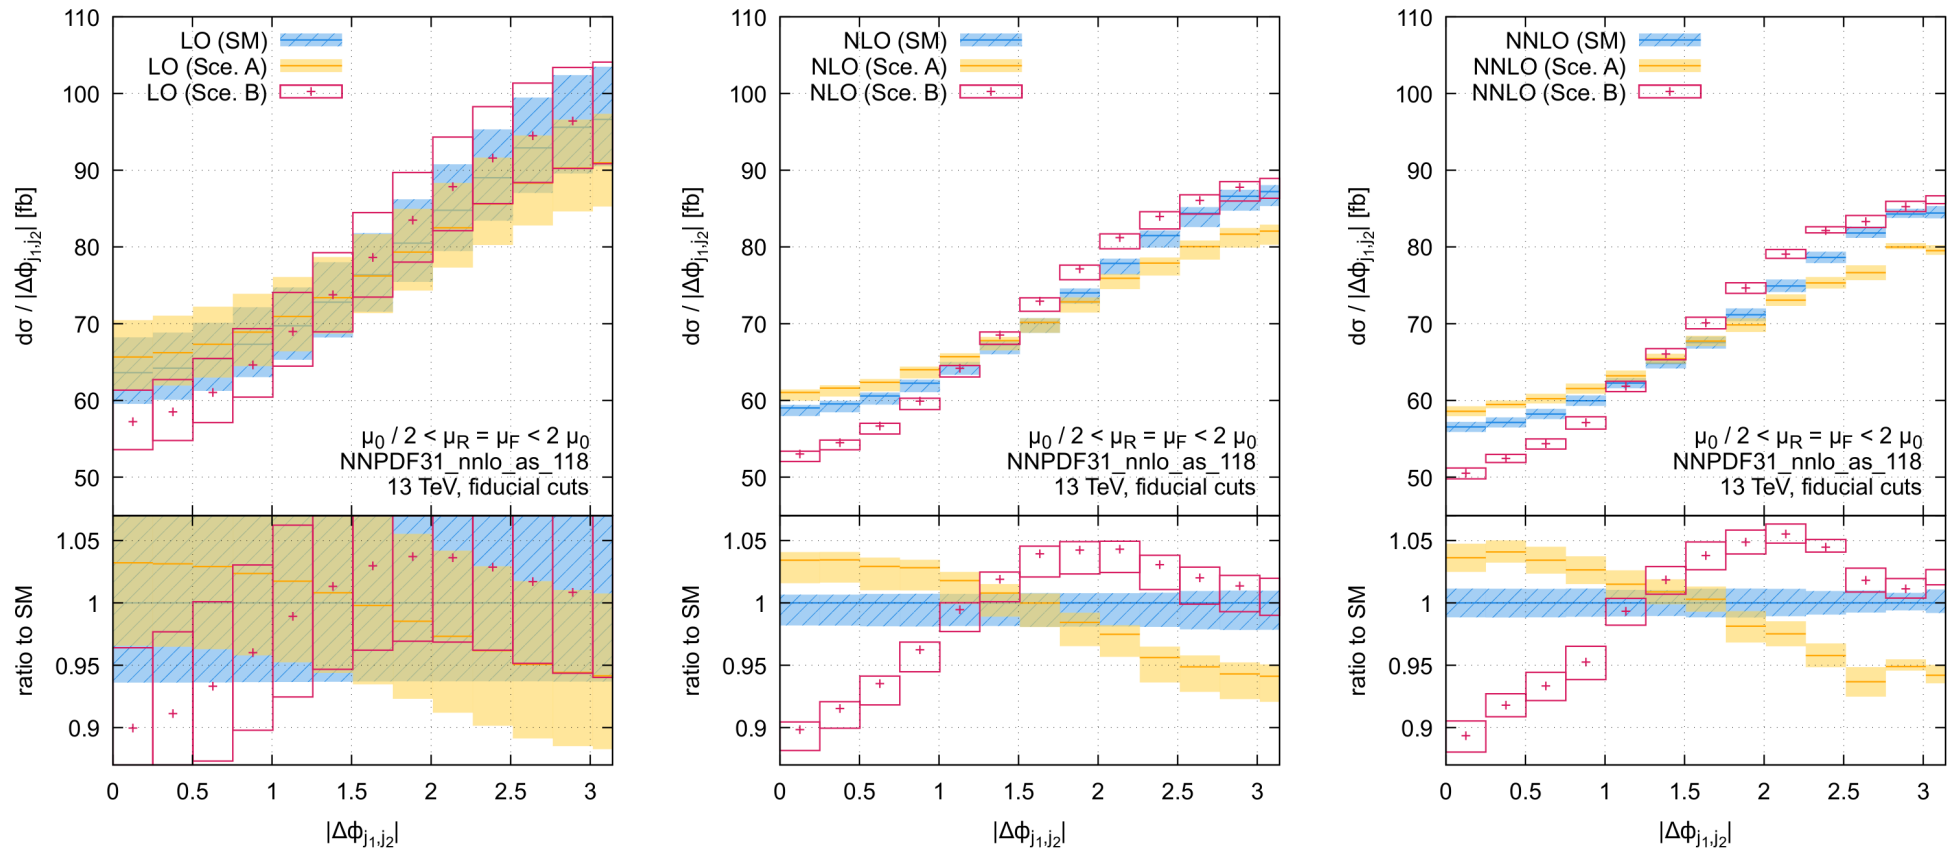 110
100
90
80
70
60
50
dσ / |Δϕj1,j2| [fb]
LO (SM)
LO (Sce. A)
LO (Sce. B)
μ0 / 2 < μR = μF < 2 μ0
NNPDF31_nnlo_as_118
13 TeV, fiducial cuts
1.05
1
0.95
0.9
ratio to SM
0 0.5 1 1.5 2 2.5 3
|Δϕj1,j2|
110
100
90
80
70
60
50
dσ / |Δϕj1,j2| [fb]
NLO (SM)
NLO (Sce. A)
NLO (Sce. B)
μ0 / 2 < μR = μF < 2 μ0
NNPDF31_nnlo_as_118
13 TeV, fiducial cuts
1.05
1
0.95
0.9
ratio to SM
0 0.5 1 1.5 2 2.5 3
|Δϕj1,j2|
110
100
90
80
70
60
50
dσ / |Δϕj1,j2| [fb]
NNLO (SM)
NNLO (Sce. A)
NNLO (Sce. B)
μ0 / 2 < μR = μF < 2 μ0
NNPDF31_nnlo_as_118
13 TeV, fiducial cuts
1.05
1
0.95
0.9
ratio to SM
0 0.5 1 1.5 2 2.5 3
|Δϕj1,j2|